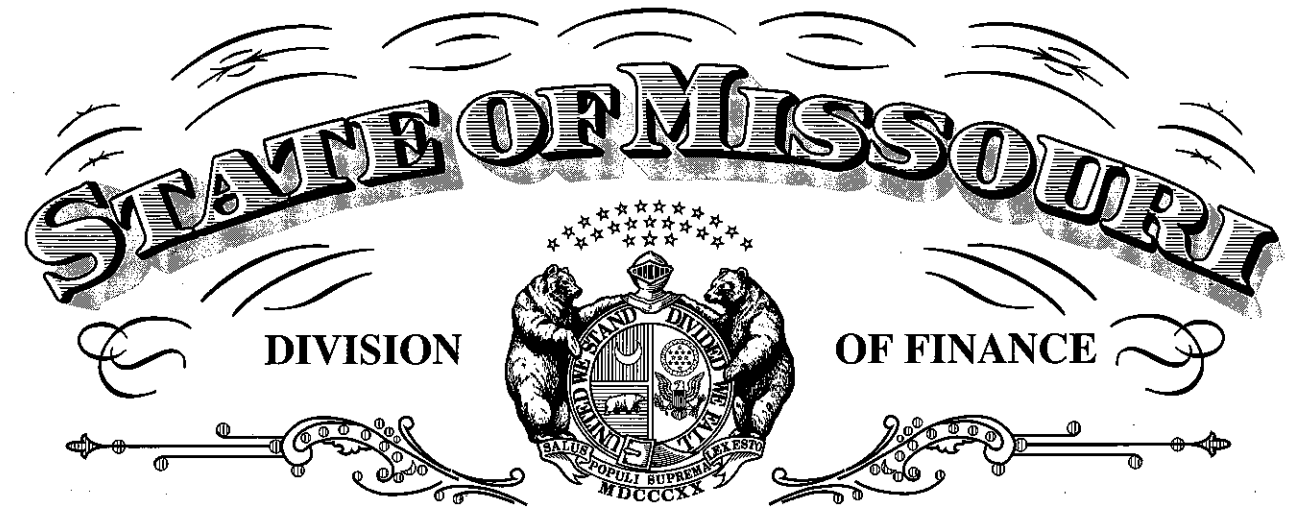 STATE OF MISSOURI
DIVISION OF FINANCE
UNITED WE STAND DIVIDED WE FALL
SALUS POPULI SUPREMA LEX ESTO
MDCCCXX